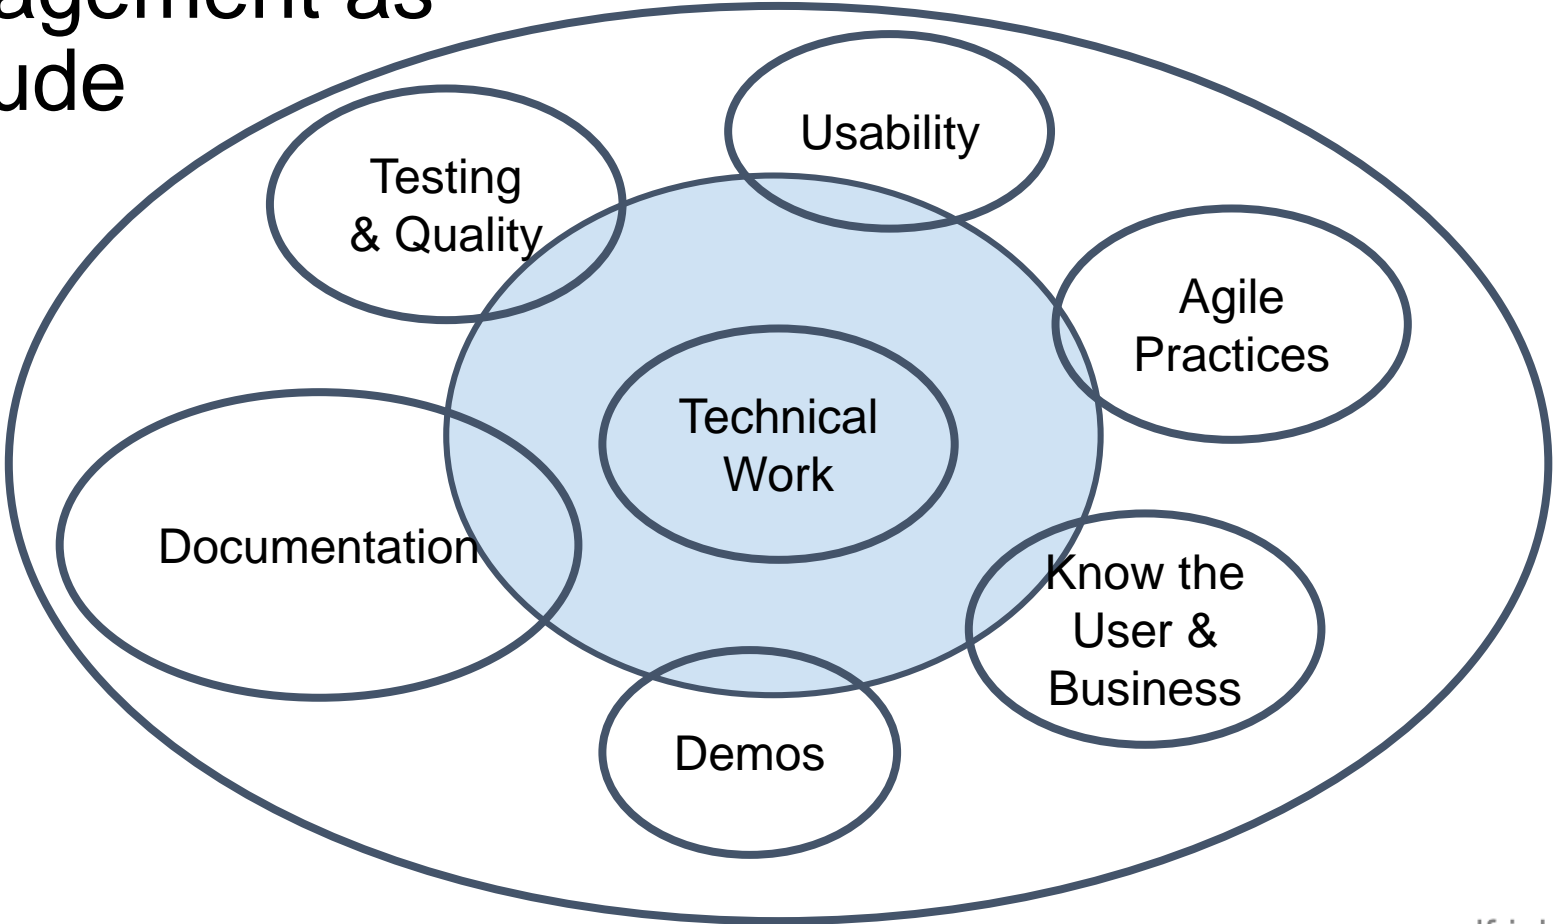 agement as
ude
Usability
Testing
& Quality
Agile
Practices
Technical
Work
Documentation
Know the
User &
Business
Demos